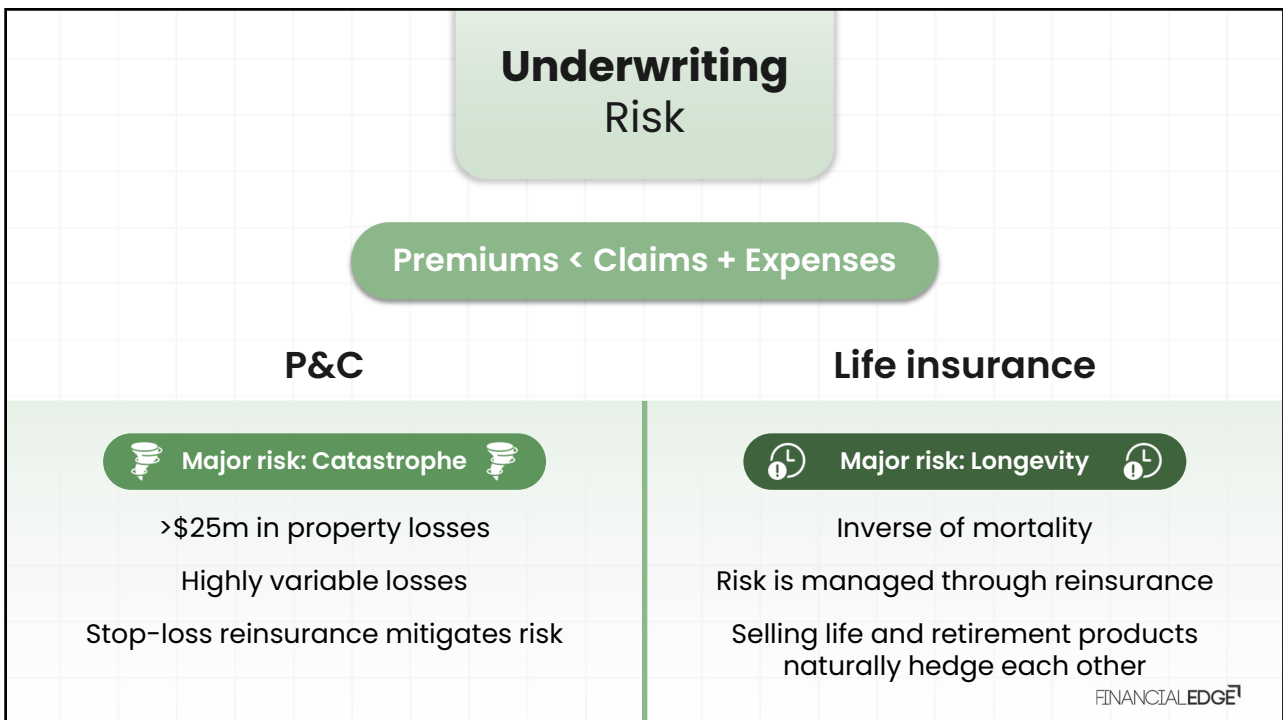 Underwriting
Risk
Premiums < Claims + Expenses
P&C
Major risk: Catastrophe
>$25m in property losses
Highly variable losses
Stop-loss reinsurance mitigates risk
Life insurance
Major risk: Longevity
Inverse of mortality
Risk is managed through reinsurance
Selling life and retirement products
naturally hedge each other
FINANCIALEDGE